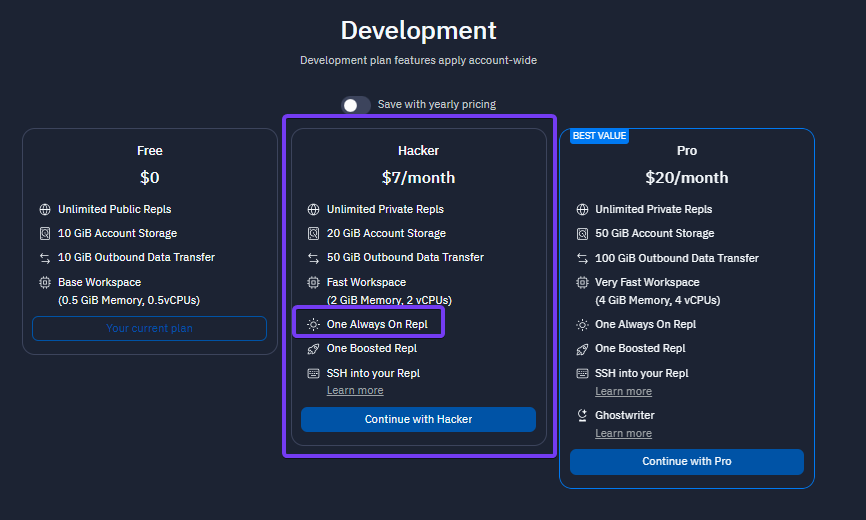 Development
Development plan features apply account-wide
Save with yearly pricing
Free
$0
Unlimited Public Repls
10 GiB Account Storage
10 GiB Outbound Data Transfer
Base Workspace
(0.5 GiB Memory, 0.5vCPUs)
Your current plan
Hacker
$7/month
Unlimited Private Repls
20 GiB Account Storage
50 GiB Outbound Data Transfer
Fast Workspace
(2 GiB Memory, 2 vCPUs)
One Always On Repl
One Boosted Repl
SSH into your Repl
Learn more
Continue with Hacker
BEST VALUE
Pro
$20/month
Unlimited Private Repls
50 GiB Account Storage
100 GiB Outbound Data Transfer
Very Fast Workspace
(4 GiB Memory, 4 vCPUs)
One Always On Repl
One Boosted Repl
SSH into your Repl
Learn more
Ghostwriter
Learn more
Continue with Pro